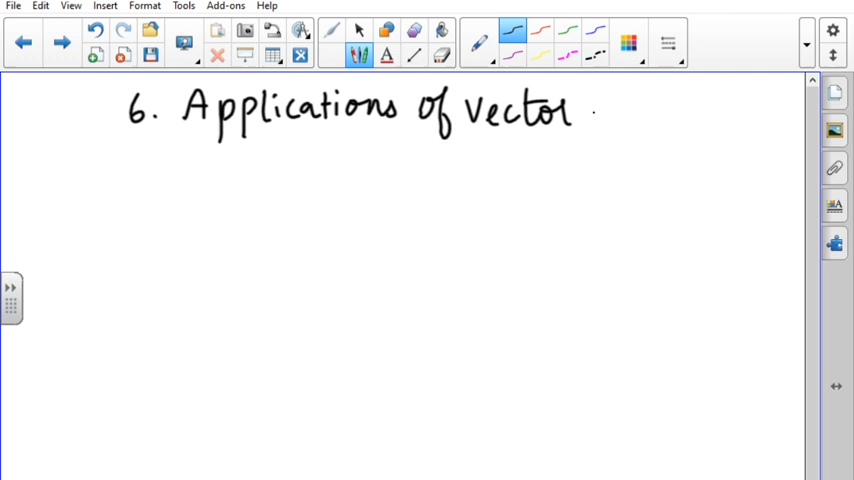 File Edit View Insert Format Tools Add-ons Help
6. Applications of vector